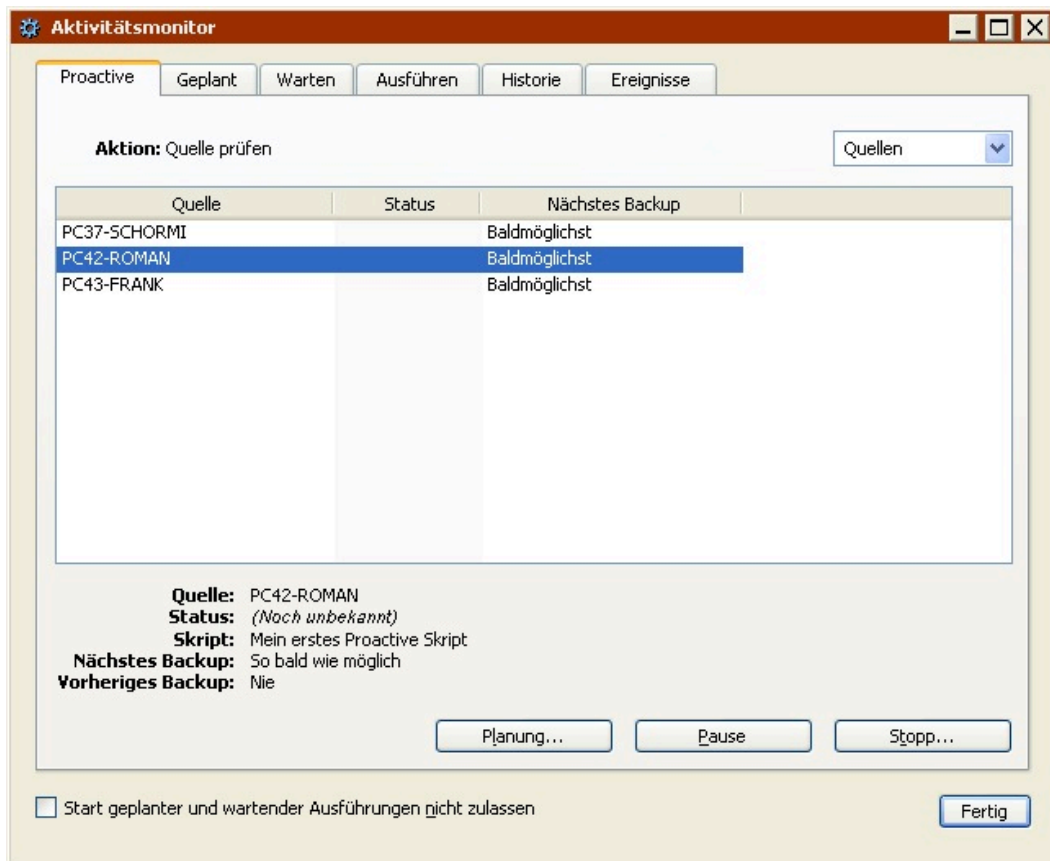 Aktivitätsmonitor
Proactive Geplant Warten Ausführen Historie Ereignisse
Aktion: Quelle prüfen Quellen
Quelle Status Nächstes Backup
PC37-SCHORMI Baldmöglichst
PC42-ROMAN Baldmöglichst
PC43-FRANK Baldmöglichst
Quelle: PC42-ROMAN
Status: (Noch unbekannt)
Skript: Mein erstes Proactive Skript
Nächstes Backup: So bald wie möglich
Vorheriges Backup: Nie
Planung... Pause Stopp...
Start geplanter und wartender Ausführungen nicht zulassen Fertig